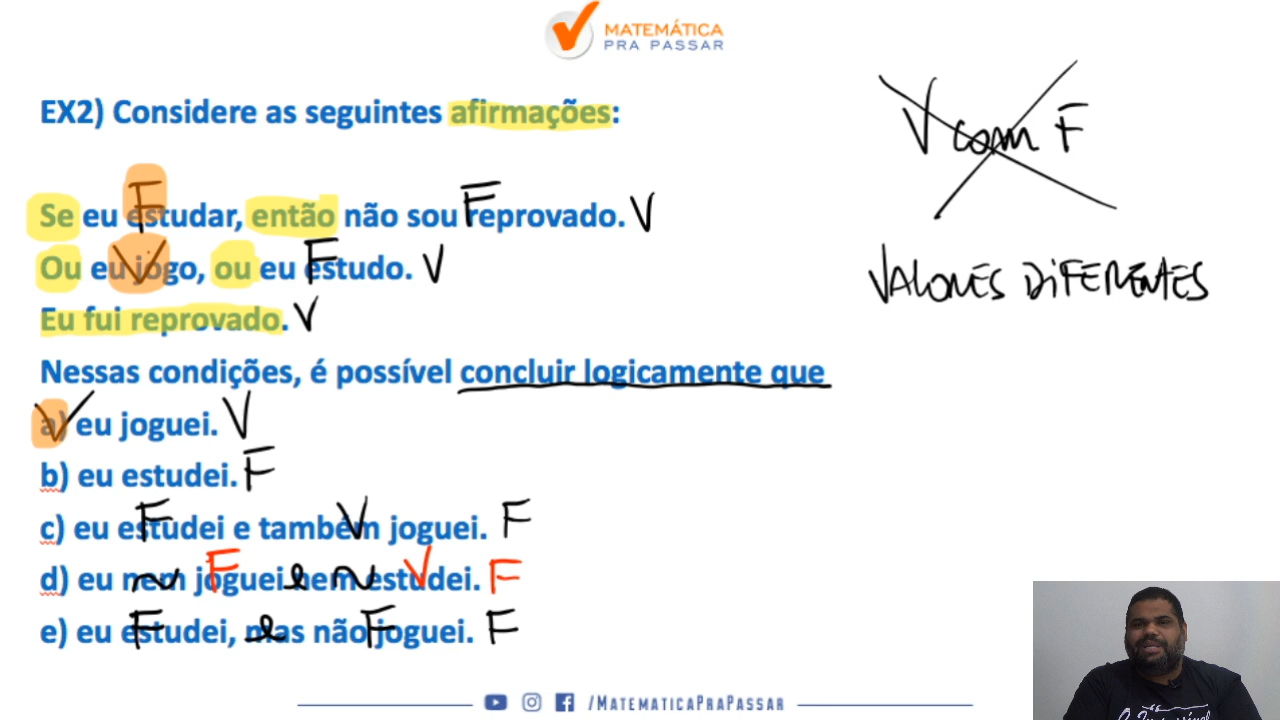 MATEMÁTICA
PRA PASSAR
EX2) Considere as seguintes afirmações:
V com F
F F
Se eu estudar, então não sou reprovado. V
V F
Ou eu jogo, ou eu estudo. V
VALORES DIFERENTES
Eu fui reprovado. V
Nessas condições, é possível concluir logicamente que
a) eu joguei. V
b) eu estudei. F
F V
c) eu estudei e também joguei. F
~ F e ~ V
d) eu nem joguei nem estudei. F
F e F
e) eu estudei, mas não joguei. F
/MATEMATICAPRAPASSAR